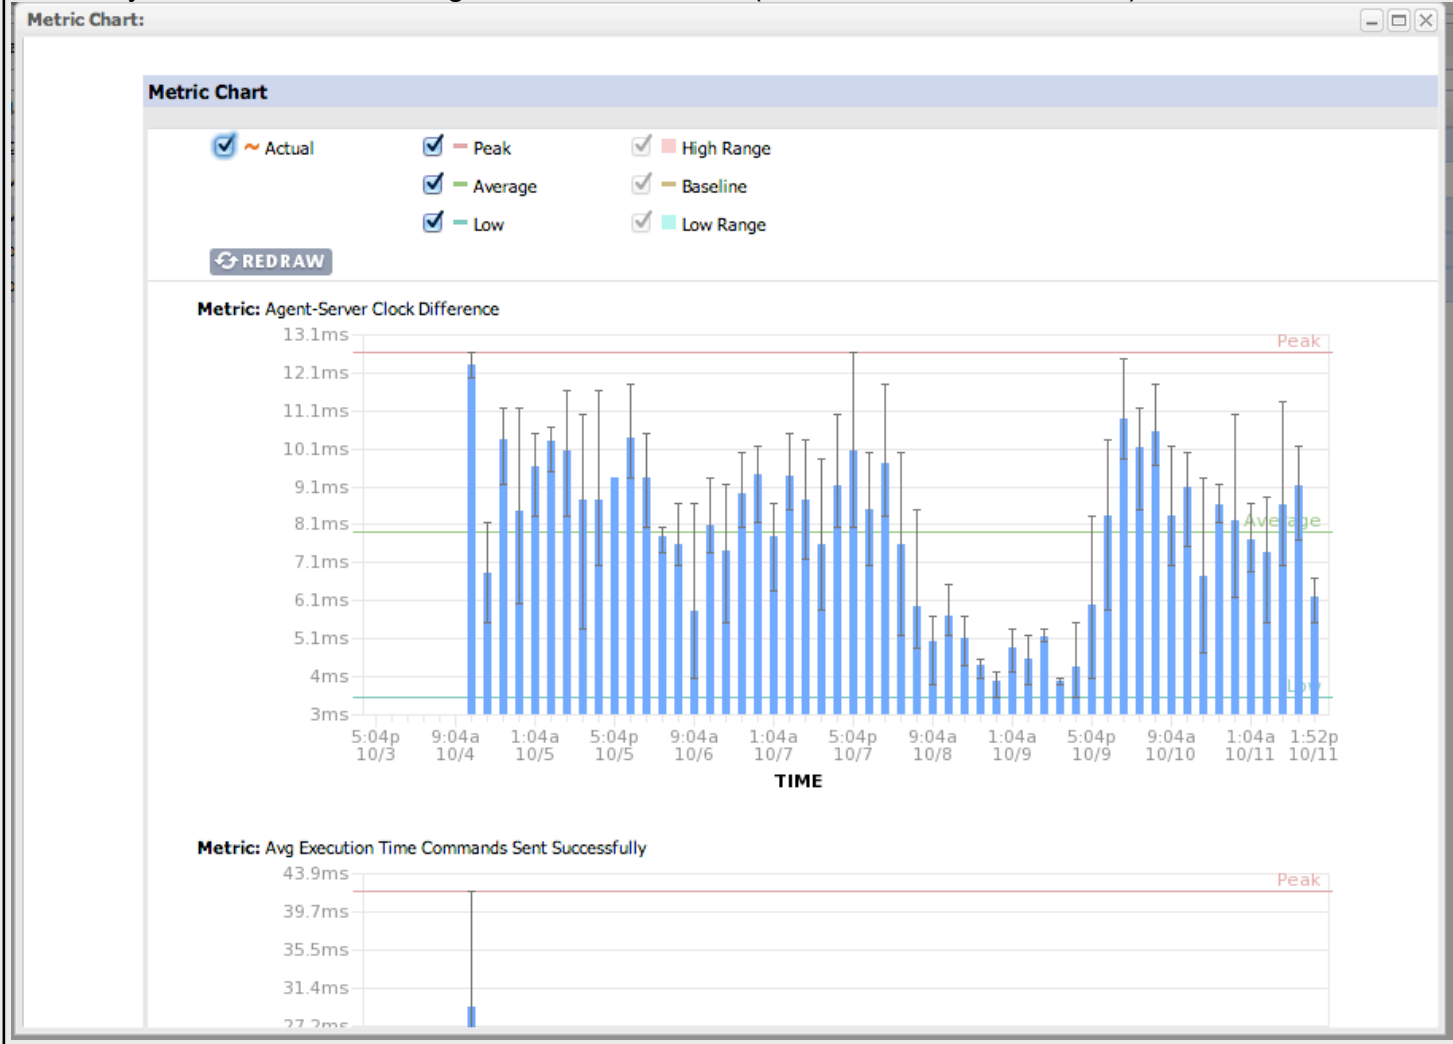 Metric Chart:
Metric Chart
Actual Peak High Range
Average Baseline
Low Low Range
REDRAW
Metric: Agent-Server Clock Difference
13.1ms
Peak
12.1ms
11.1ms
10.1ms
9.1ms
8.1ms
Average
7.1ms
6.1ms
5.1ms
4ms
Low
3ms
5:04p 9:04a 1:04a 5:04p 9:04a 1:04a 5:04p 9:04a 1:04a 5:04p 9:04a 1:04a 1:52p
10/3 10/4 10/5 10/5 10/6 10/7 10/7 10/8 10/9 10/9 10/10 10/11 10/11
TIME
Metric: Avg Execution Time Commands Sent Successfully
43.9ms
Peak
39.7ms
35.5ms
31.4ms
27.2ms